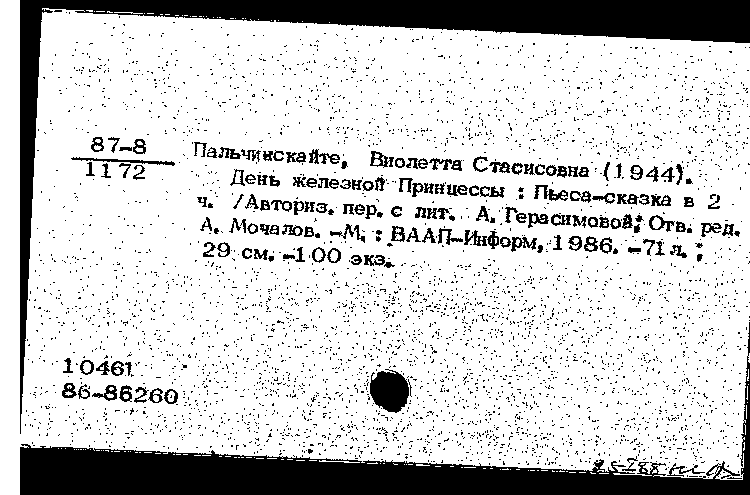 87-8
1172
Пальчинскайте, Виолетта Стасисовна (1944).
День железной Принцессы : Пьеса-сказка в 2
ч. /Авториз. пер. с лит. А. Герасимовой; Отв. ред.
А. Мочалов. -М. : ВААП-Информ, 1986. -71 л. ;
29 см. -100 экз.
10461
86-86260